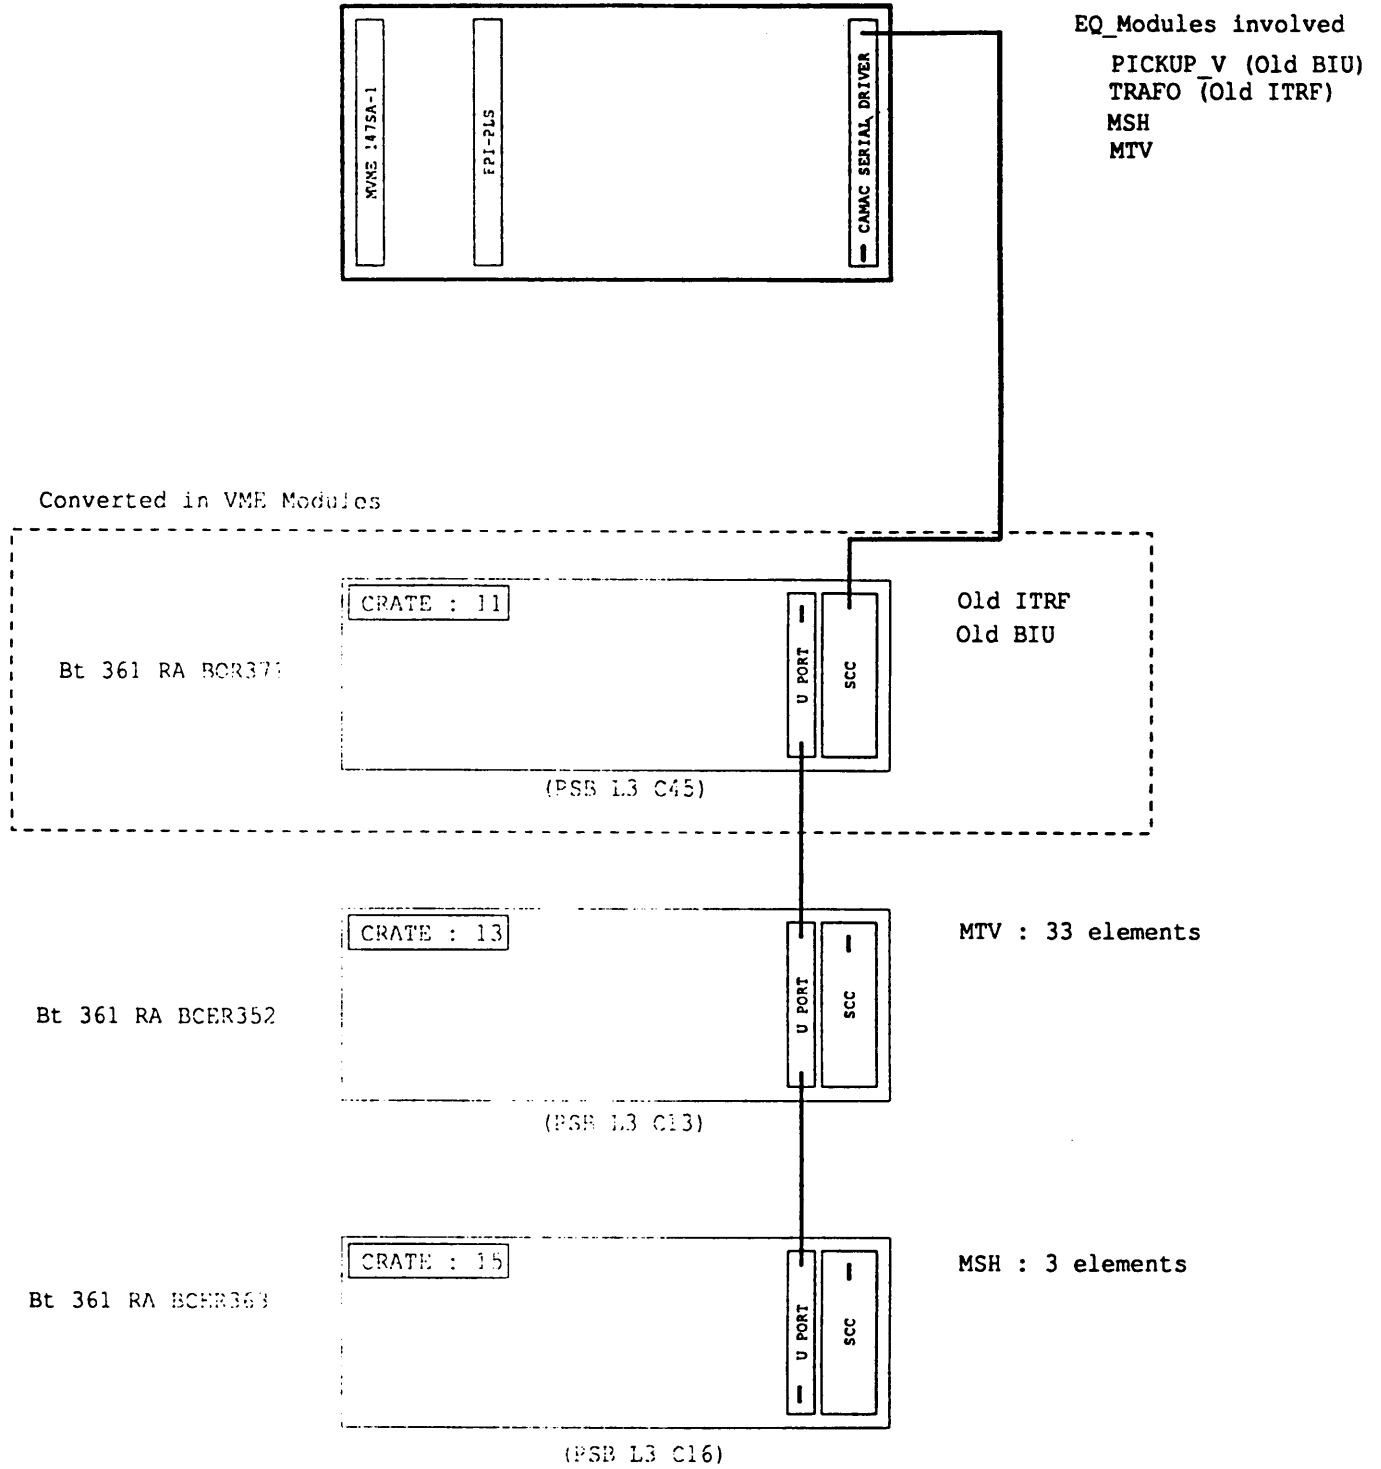 EQ_Modules involved
PICKUP_V (Old BIU)
TRAFO (Old ITRF)
MSH
MTV
MVME 147SA-1
FPI-PLS
CAMAC SERIAL DRIVER
Converted in VME Modules
CRATE : 11
U PORT
SCC
Old ITRF
Old BIU
Bt 361 RA BOR371
(PSB L3 C45)
CRATE : 13
U PORT
SCC
MTV : 33 elements
Bt 361 RA BCER352
(PSB L3 C13)
CRATE : 15
U PORT
SCC
MSH : 3 elements
Bt 361 RA BCER363
(PSB L3 C16)